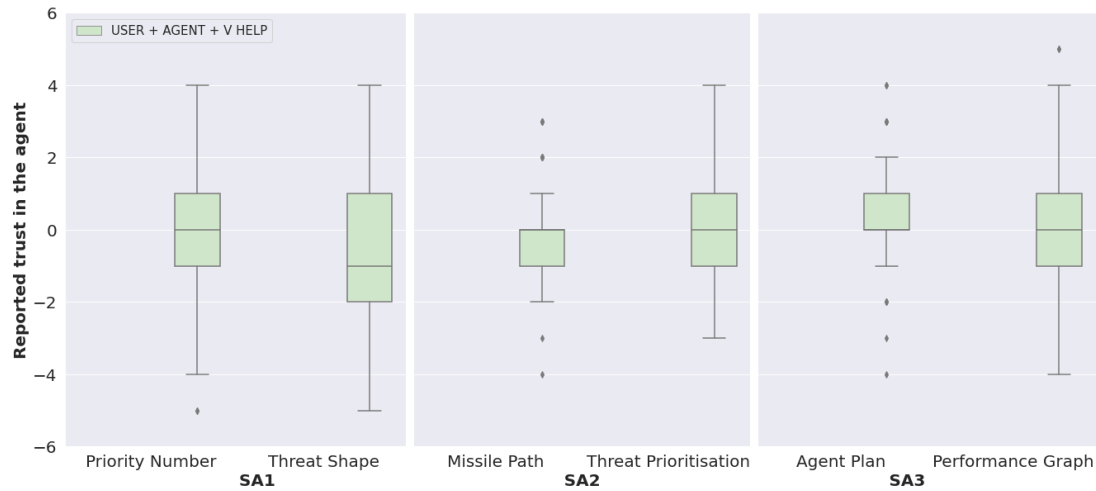 6
USER + AGENT + V HELP
4
2
0
−2
−4
−6
Reported trust in the agent
Priority Number Threat Shape Missile Path Threat Prioritisation Agent Plan Performance Graph
SA1 SA2 SA3